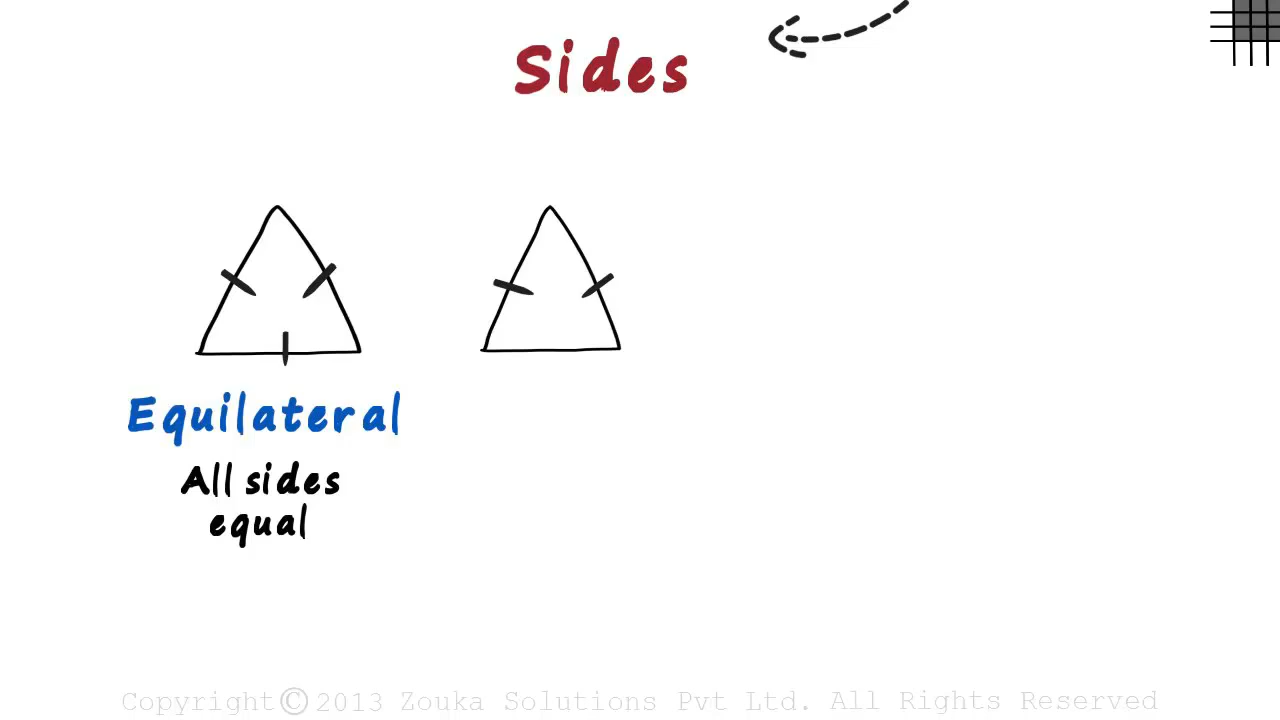 Sides
Equilateral
All sides
equal
Copyright © 2013 Zouka Solutions Pvt Ltd. All Rights Reserved